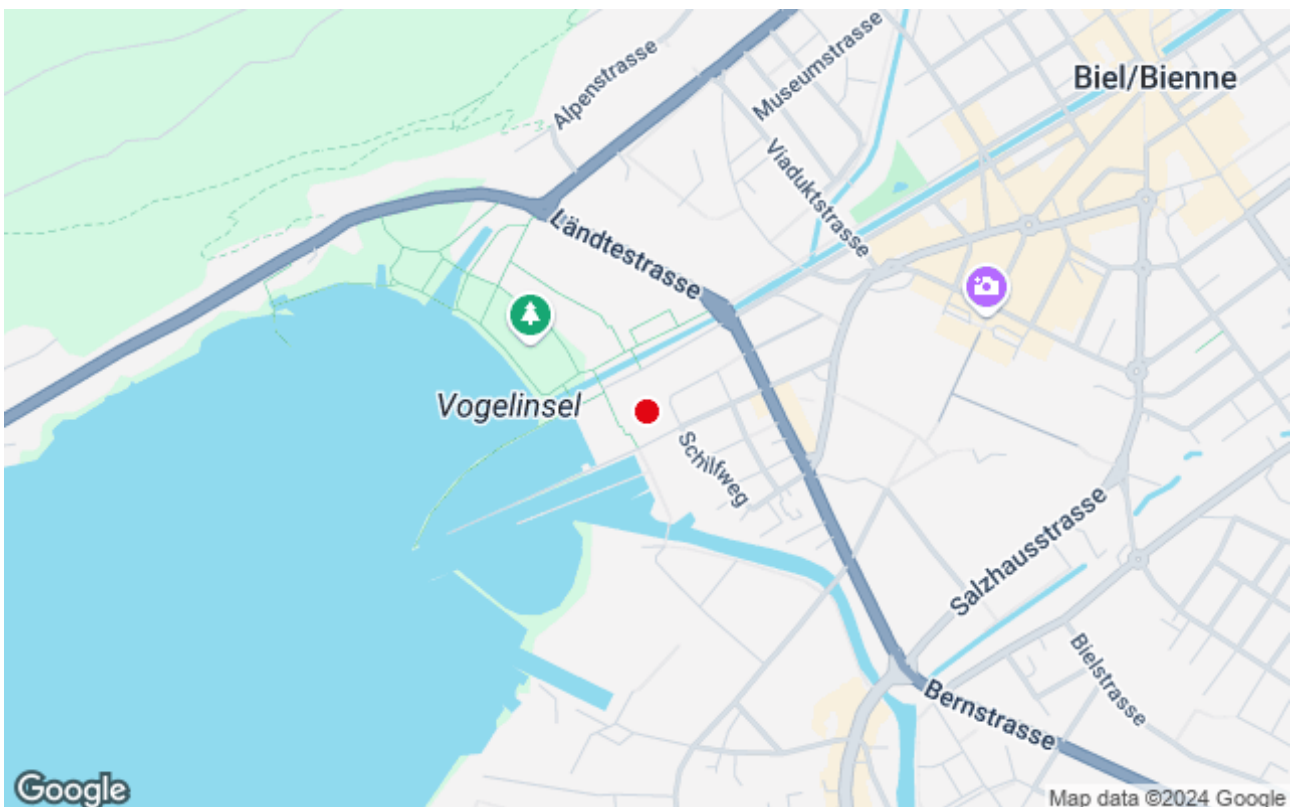 Alpenstrasse
Museumstrasse
Biel/Bienne
Viaduktstrasse
Ländtestrasse
Vogelinsel
Schilfweg
Salzhausstrasse
Bielstrasse
Bernstrasse
Google
Map data ©2024 Google